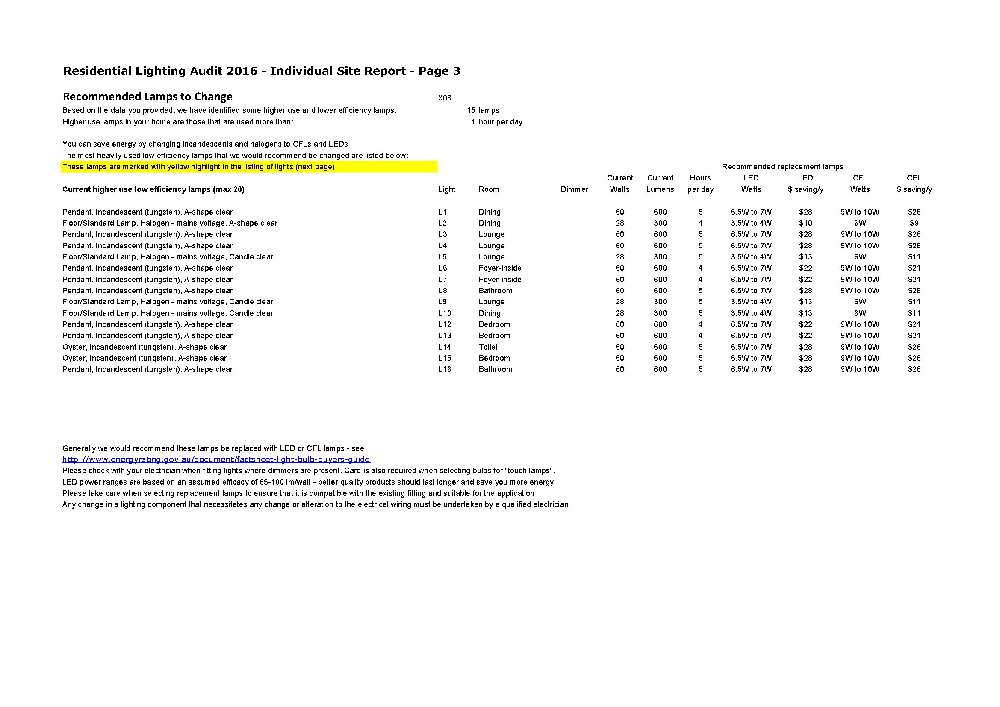 Residential Lighting Audit 2016 - Individual Site Report - Page 3
Recommended Lamps to Change X03
Based on the data you provided, we have identified some higher use and lower efficiency lamps: 15 lamps
Higher use lamps in your home are those that are used more than: 1 hour per day
You can save energy by changing incandescents and halogens to CFLs and LEDs
The most heavily used low efficiency lamps that we would recommend be changed are listed below:
These lamps are marked with yellow highlight in the listing of lights (next page) Recommended replacement lamps
Current Current Hours LED LED CFL CFL
Current higher use low efficiency lamps (max 20) Light Room Dimmer Watts Lumens per day Watts $ saving/y Watts $ saving/y
Pendant, Incandescent (tungsten), A-shape clear L1 Dining 60 600 5 6.5W to 7W $28 9W to 10W $26
Floor/Standard Lamp, Halogen - mains voltage, A-shape clear L2 Dining 28 300 4 3.5W to 4W $10 6W $9
Pendant, Incandescent (tungsten), A-shape clear L3 Lounge 60 600 5 6.5W to 7W $28 9W to 10W $26
Pendant, Incandescent (tungsten), A-shape clear L4 Lounge 60 600 5 6.5W to 7W $28 9W to 10W $26
Floor/Standard Lamp, Halogen - mains voltage, Candle clear L5 Lounge 28 300 5 3.5W to 4W $13 6W $11
Pendant, Incandescent (tungsten), A-shape clear L6 Foyer-inside 60 600 4 6.5W to 7W $22 9W to 10W $21
Pendant, Incandescent (tungsten), A-shape clear L7 Foyer-inside 60 600 4 6.5W to 7W $22 9W to 10W $21
Pendant, Incandescent (tungsten), A-shape clear L8 Bathroom 60 600 5 6.5W to 7W $28 9W to 10W $26
Floor/Standard Lamp, Halogen - mains voltage, Candle clear L9 Lounge 28 300 5 3.5W to 4W $13 6W $11
Floor/Standard Lamp, Halogen - mains voltage, Candle clear L10 Dining 28 300 5 3.5W to 4W $13 6W $11
Pendant, Incandescent (tungsten), A-shape clear L12 Bedroom 60 600 4 6.5W to 7W $22 9W to 10W $21
Pendant, Incandescent (tungsten), A-shape clear L13 Bedroom 60 600 4 6.5W to 7W $22 9W to 10W $21
Oyster, Incandescent (tungsten), A-shape clear L14 Toilet 60 600 5 6.5W to 7W $28 9W to 10W $26
Oyster, Incandescent (tungsten), A-shape clear L15 Bedroom 60 600 5 6.5W to 7W $28 9W to 10W $26
Pendant, Incandescent (tungsten), A-shape clear L16 Bathroom 60 600 5 6.5W to 7W $28 9W to 10W $26
Generally we would recommend these lamps be replaced with LED or CFL lamps - see
http://www.energyrating.gov.au/document/factsheet-light-bulb-buyers-guide
Please check with your electrician when fitting lights where dimmers are present. Care is also required when selecting bulbs for "touch lamps".
LED power ranges are based on an assumed efficacy of 65-100 lm/watt - better quality products should last longer and save you more energy
Please take care when selecting replacement lamps to ensure that it is compatible with the existing fitting and suitable for the application
Any change in a lighting component that necessitates any change or alteration to the electrical wiring must be undertaken by a qualified electrician